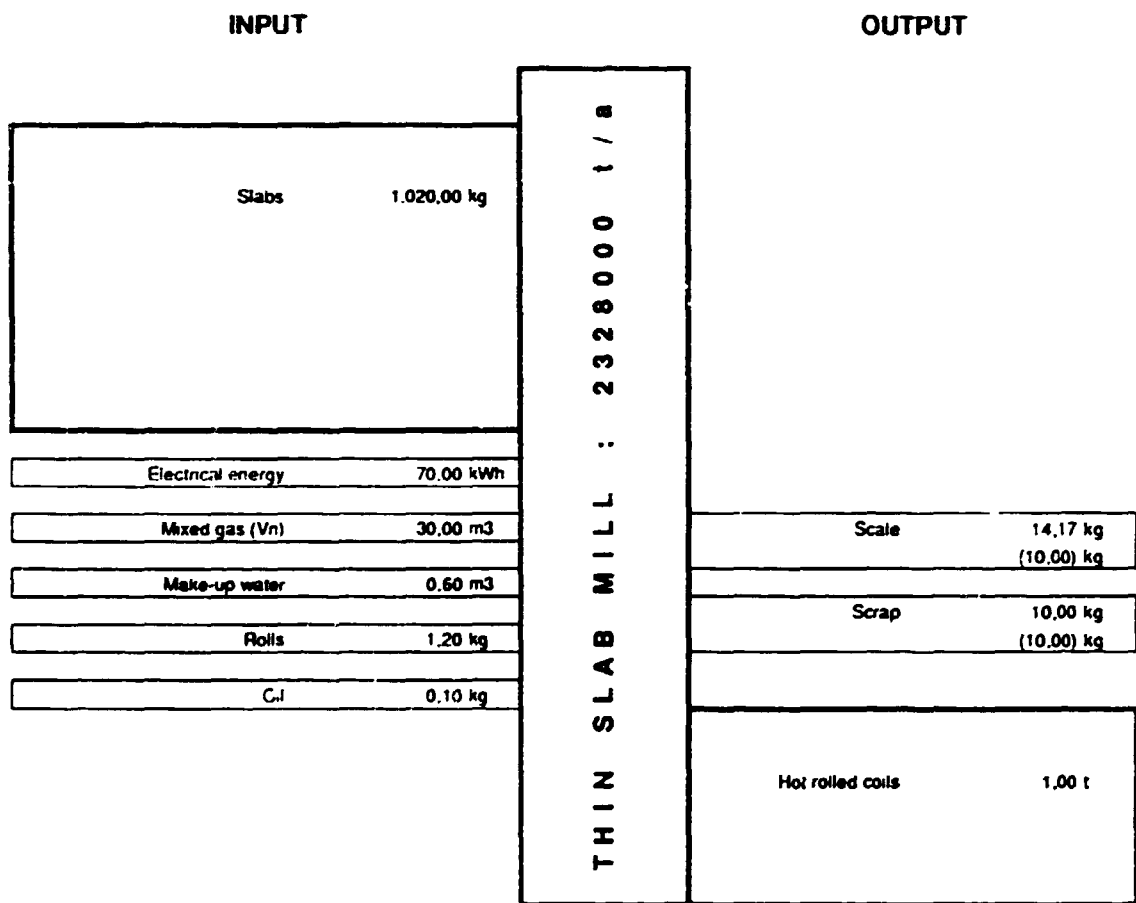 INPUT
OUTPUT
THIN SLAB MILL : 2328000 t/a
Slabs 1.020,00 kg
Electrical energy 70,00 kWh
Mixed gas (Vn) 30,00 m3
Make-up water 0,60 m3
Rolls 1,20 kg
0,10 kg
Scale 14,17 kg
(10,00) kg
Scrap 10,00 kg
(10,00) kg
Hot rolled coils 1,00 t